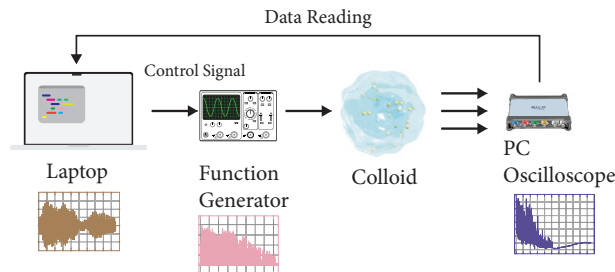 Data Reading
Control Signal
Laptop
Function
Generator
Colloid
PC
Oscilloscope